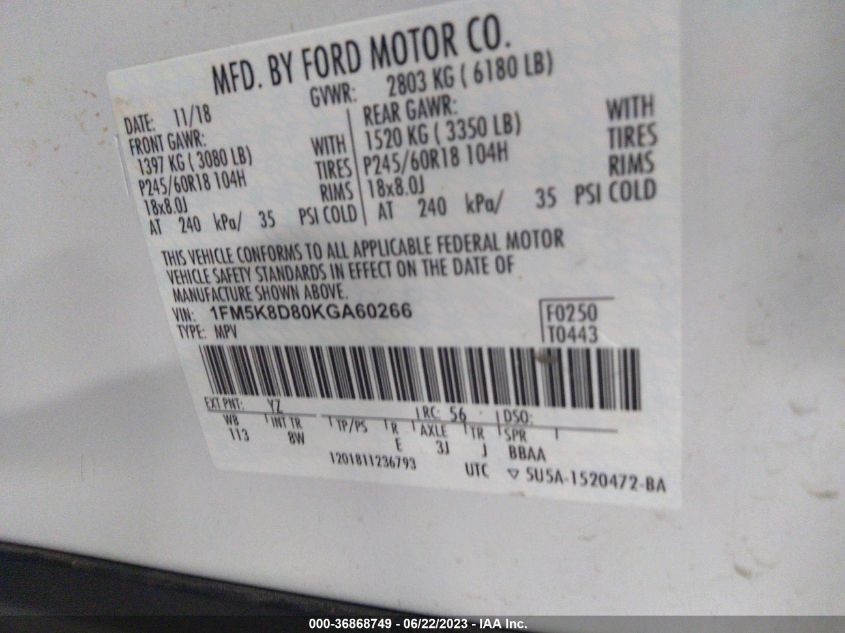 MFD. BY FORD MOTOR CO.
DATE: 11/18 GVWR: 2803 KG ( 6180 LB)
FRONT GAWR: REAR GAWR:
1397 KG ( 3080 LB) WITH 1520 KG ( 3350 LB) WITH
P245/60R18 104H TIRES P245/60R18 104H TIRES
18x8.0J RIMS 18x8.0J RIMS
AT 240 kPa/ 35 PSI COLD AT 240 kPa/ 35 PSI COLD
THIS VEHICLE CONFORMS TO ALL APPLICABLE FEDERAL MOTOR
VEHICLE SAFETY STANDARDS IN EFFECT ON THE DATE OF
MANUFACTURE SHOWN ABOVE.
VIN: 1FM5K8D80KGA60266 F0250
TYPE: MPV T0443
EXT PNT: YZ RC: 56 DSO:
WB INT TR TP/PS R AXLE TR SPR
113 8W E 3J J BBAA
1201811236793 UTC ▽ 5U5A-1520472-BA
000-36868749 - 06/22/2023 - IAA Inc.